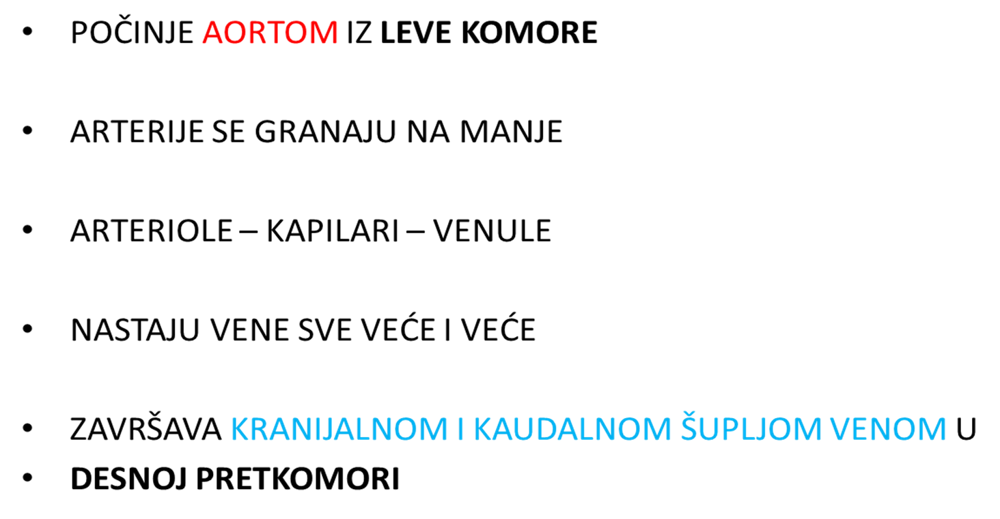 • POČINJE AORTOM IZ LEVE KOMORE
• ARTERIJE SE GRANAJU NA MANJE
• ARTERIOLE – KAPILARI – VENULE
• NASTAJU VENE SVE VEĆE I VEĆE
• ZAVRŠAVA KRANIJALNOM I KAUDALNOM ŠUPLJOM VENOM U
• DESNOJ PRETKOMORI